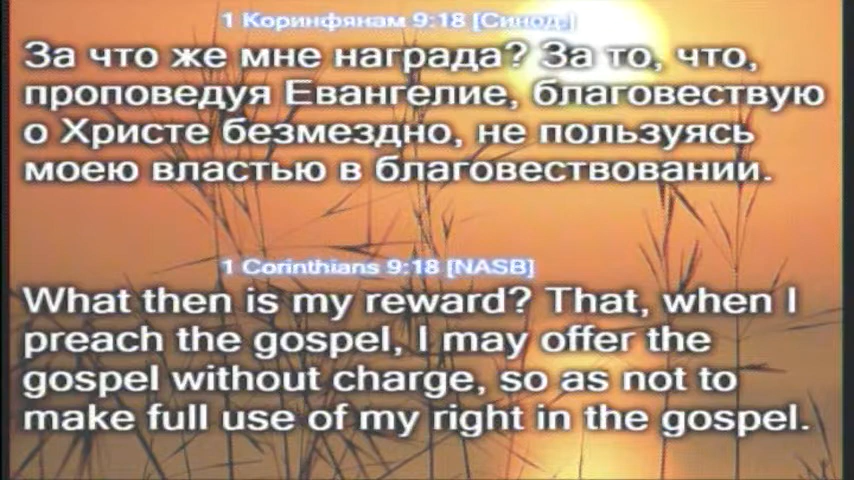 1 Коринфянам 9:18 [Синод.]
За что же мне награда? За то, что,
проповедуя Евангелие, благовествую
о Христе безмездно, не пользуясь
моею властью в благовествовании.
1 Corinthians 9:18 [NASB]
What then is my reward? That, when I
preach the gospel, I may offer the
gospel without charge, so as not to
make full use of my right in the gospel.